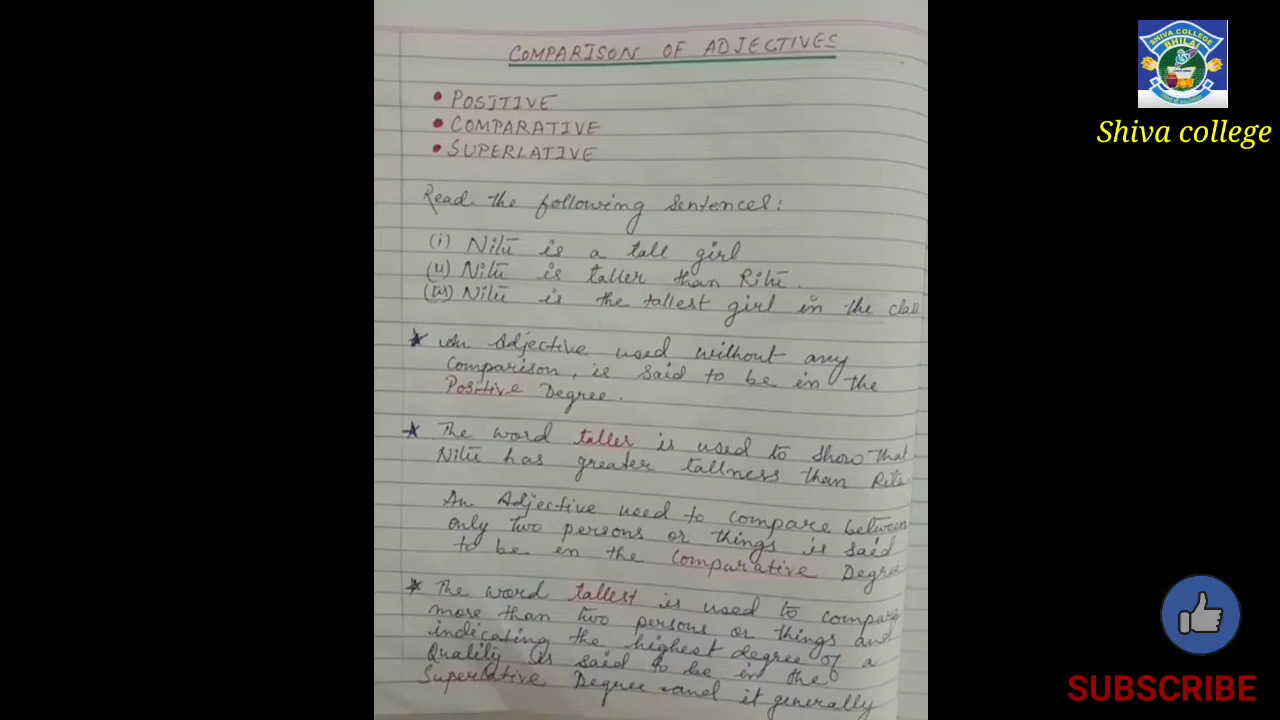 COMPARISON OF ADJECTIVES
• POSITIVE
• COMPARATIVE
• SUPERLATIVE
Read the following sentences:
(i) Nitu is a tall girl
(ii) Nitu is taller than Ritu.
(iii) Nitu is the tallest girl in the class
★ An Adjective used without any
comparison, is said to be in the
Positive Degree.
★ The word taller is used to show that
Nitu has greater tallness than Ritu
An Adjective used to compare between
only two persons or things is said
to be in the Comparative Degree
★ The word tallest is used to compare
more than two persons or things and
indicating the highest degree of a
Quality is said to be in the
Superlative Degree and it generally
SHIVA COLLEGE
BHILAI
Shiva college
SUBSCRIBE